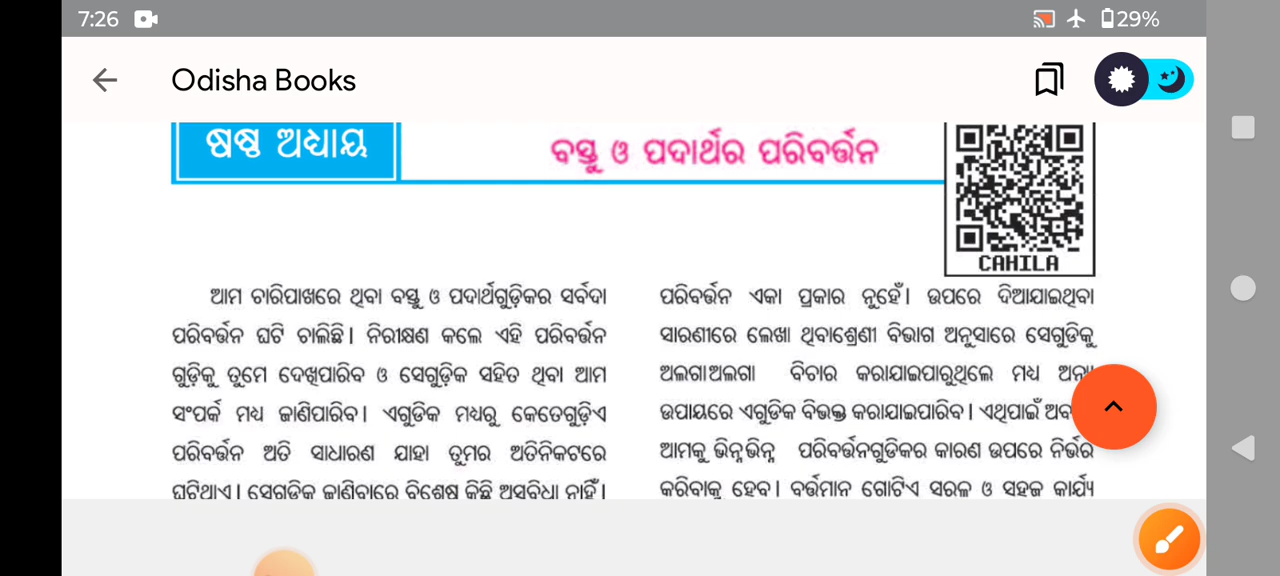 7:26
29%
Odisha Books
ଷଷ୍ଠ ଅଧ୍ୟାୟ
ବସ୍ତୁ ଓ ପଦାର୍ଥର ପରିବର୍ତ୍ତନ
CAHILA
ଆମ ଚାରିପାଖରେ ଥିବା ବସ୍ତୁ ଓ ପଦାର୍ଥଗୁଡ଼ିକର ସର୍ବଦା
ପରିବର୍ତ୍ତନ ଘଟି ଚାଲିଛି। ନିରୀକ୍ଷଣ କଲେ ଏହି ପରିବର୍ତ୍ତନ
ଗୁଡ଼ିକୁ ତୁମେ ଦେଖିପାରିବ ଓ ସେଗୁଡ଼ିକ ସହିତ ଥିବା ଆମ
ସଂପର୍କ ମଧ୍ୟ ଜାଣିପାରିବ। ଏଗୁଡିକ ମଧ୍ୟରୁ କେତେଗୁଡ଼ିଏ
ପରିବର୍ତ୍ତନ ଅତି ସାଧାରଣ ଯାହା ତୁମର ଅତିନିକଟରେ
ଘଟିଥାଏ। ସେଗୁଡିକ ଜାଣିବାରେ ବିଶେଷ କିଛି ଅସୁବିଧା ନାହିଁ।
ପରିବର୍ତ୍ତନ ଏକା ପ୍ରକାର ନୁହେଁ। ଉପରେ ଦିଆଯାଇଥିବା
ସାରଣୀରେ ଲେଖା ଥିବାଶ୍ରେଣୀ ବିଭାଗ ଅନୁସାରେ ସେଗୁଡିକୁ
ଅଲଗାଅଲଗା ବିଚାର କରାଯାଇପାରୁଥିଲେ ମଧ୍ୟ ଅନ୍ୟ
ଉପାୟରେ ଏଗୁଡିକ ବିଭକ୍ତ କରାଯାଇପାରିବ। ଏଥିପାଇଁ
ଆମକୁ ଭିନ୍ନଭିନ୍ନ ପରିବର୍ତ୍ତନଗୁଡିକର କାରଣ ଉପରେ ନିର୍ଭର
କରିବାକୁ ହେବ। ବର୍ତ୍ତମାନ ଗୋଟିଏ ସରଳ ଓ ସହଜ କାର୍ଯ୍ୟ